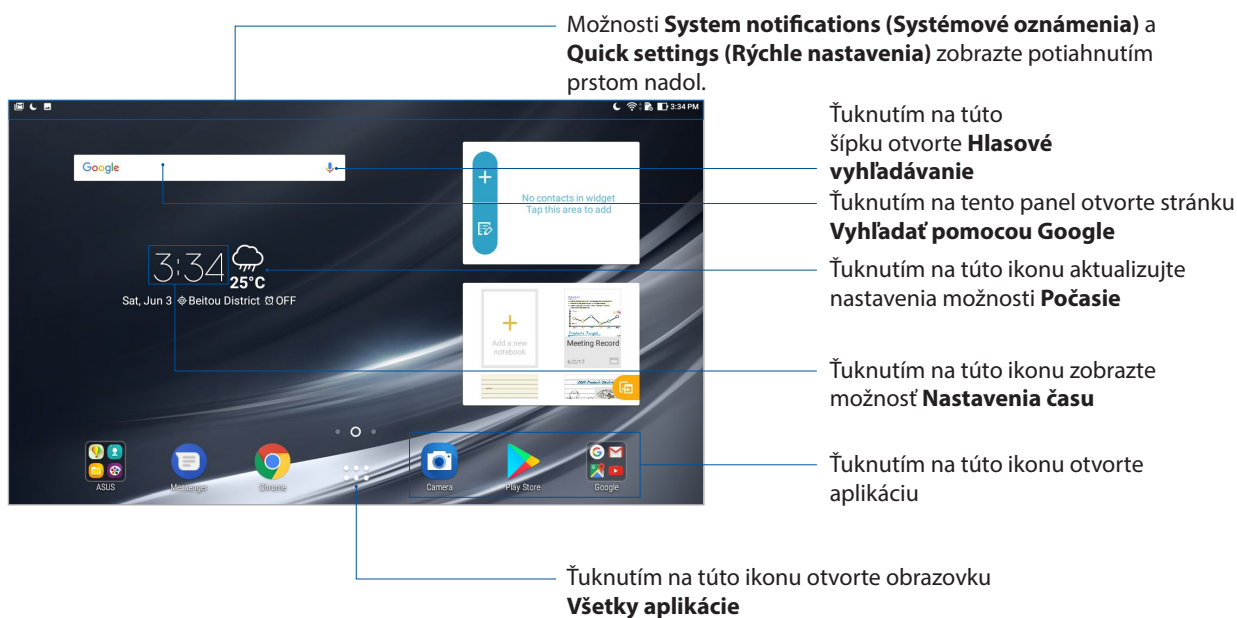 Možnosti System notifications (Systémové oznámenia) a
Quick settings (Rýchle nastavenia) zobrazte potiahnutím
prstom nadol.
3:34 PM
Ťuknutím na túto
šípku otvorte Hlasové
vyhľadávanie
Google
No contacts in widget
Tap this area to add
Ťuknutím na tento panel otvorte stránku
Vyhľadať pomocou Google
3:34
25°C
Sat, Jun 3 Beitou District OFF
Ťuknutím na túto ikonu aktualizujte
nastavenia možnosti Počasie
Add a new
notebook
Meeting Record
6/2/17
Ťuknutím na túto ikonu zobrazte
možnosť Nastavenia času
ASUS
Messenger
Chrome
Camera
Play Store
Google
Ťuknutím na túto ikonu otvorte
aplikáciu
Ťuknutím na túto ikonu otvorte obrazovku
Všetky aplikácie